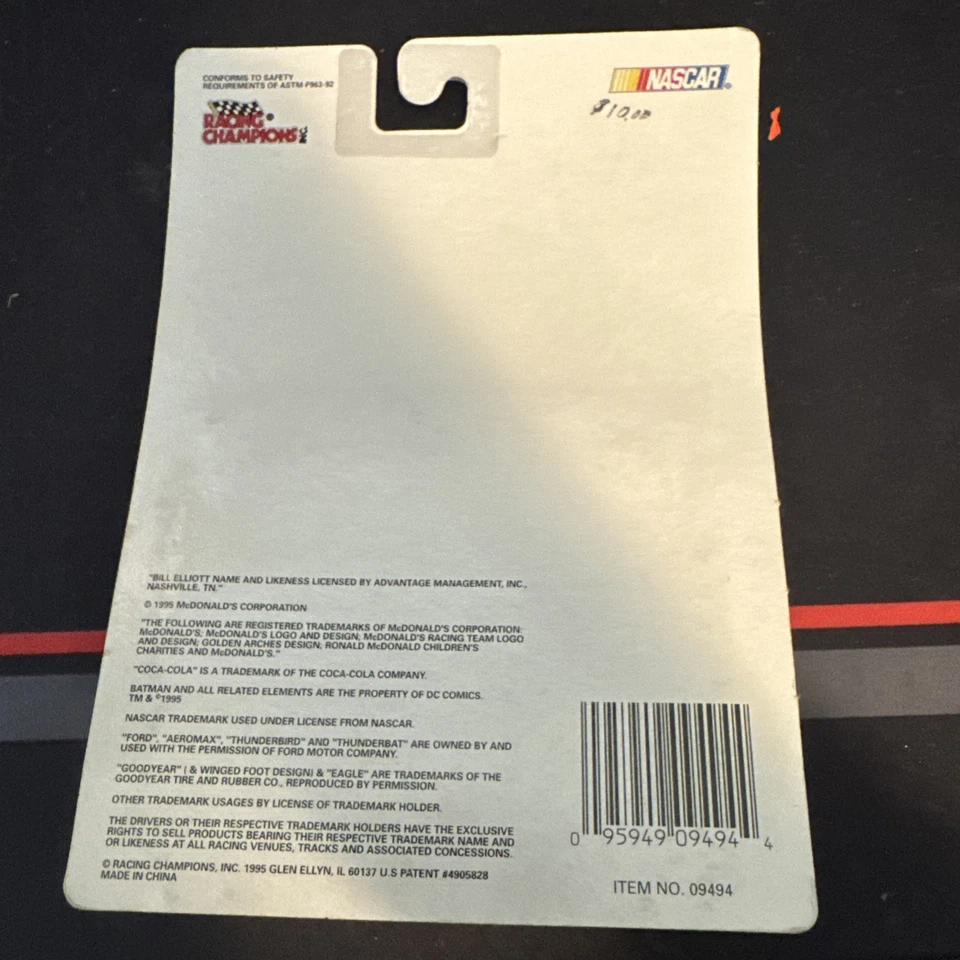 CONFORMS TO SAFETY
REQUIREMENTS OF ASTM F963-92
RACING®
CHAMPIONS INC.
NASCAR®
$10.00
"BILL ELLIOTT NAME AND LIKENESS LICENSED BY ADVANTAGE MANAGEMENT, INC.,
NASHVILLE, TN."
© 1995 McDONALD'S CORPORATION
"THE FOLLOWING ARE REGISTERED TRADEMARKS OF McDONALD'S CORPORATION:
McDONALD'S; McDONALD'S LOGO AND DESIGN; McDONALD'S RACING TEAM LOGO
AND DESIGN; GOLDEN ARCHES DESIGN; RONALD McDONALD CHILDREN'S
CHARITIES AND McDONALD'S."
"COCA-COLA" IS A TRADEMARK OF THE COCA-COLA COMPANY.
BATMAN AND ALL RELATED ELEMENTS ARE THE PROPERTY OF DC COMICS.
TM & ©1995
NASCAR TRADEMARK USED UNDER LICENSE FROM NASCAR.
"FORD", "AEROMAX", "THUNDERBIRD" AND "THUNDERBAT" ARE OWNED BY AND
USED WITH THE PERMISSION OF FORD MOTOR COMPANY.
"GOODYEAR" ( & WINGED FOOT DESIGN) & "EAGLE" ARE TRADEMARKS OF THE
GOODYEAR TIRE AND RUBBER CO., REPRODUCED BY PERMISSION.
OTHER TRADEMARK USAGES BY LICENSE OF TRADEMARK HOLDER.
THE DRIVERS OR THEIR RESPECTIVE TRADEMARK HOLDERS HAVE THE EXCLUSIVE
RIGHTS TO SELL PRODUCTS BEARING THEIR RESPECTIVE TRADEMARK NAME AND
OR LIKENESS AT ALL RACING VENUES, TRACKS AND ASSOCIATED CONCESSIONS.
© RACING CHAMPIONS, INC. 1995 GLEN ELLYN, IL 60137 U.S PATENT #4905828
MADE IN CHINA
0 95949 09494 4
ITEM NO. 09494